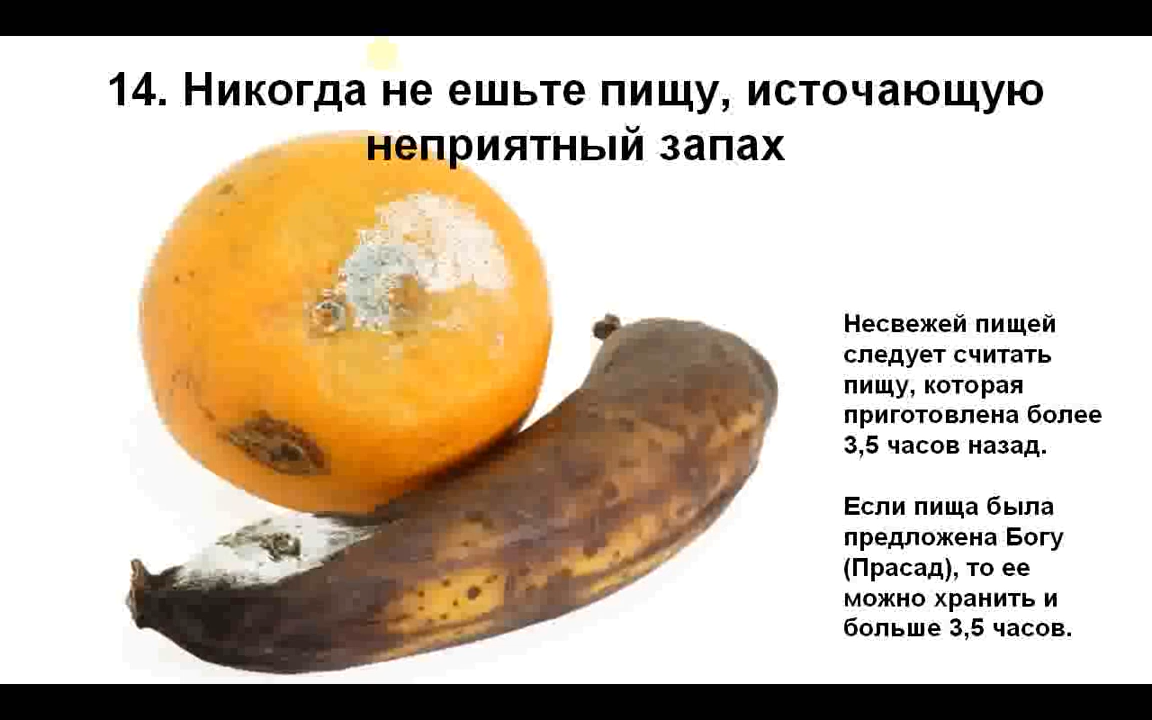 14. Никогда не ешьте пищу, источающую
неприятный запах
Несвежей пищей
следует считать
пищу, которая
приготовлена более
3,5 часов назад.
Если пища была
предложена Богу
(Прасад), то ее
можно хранить и
больше 3,5 часов.